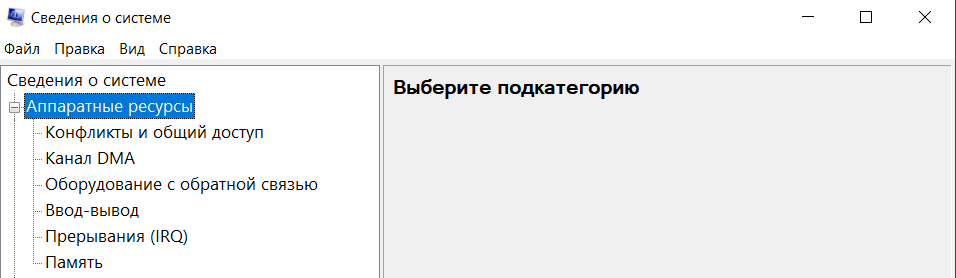 Сведения о системе
Файл Правка Вид Справка
Сведения о системе
Аппаратные ресурсы
Конфликты и общий доступ
Канал DMA
Оборудование с обратной связью
Ввод-вывод
Прерывания (IRQ)
Память
Выберите подкатегорию